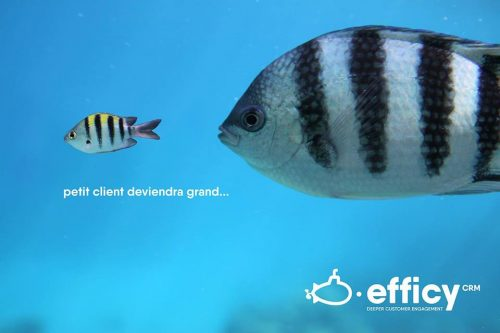 petit client deviendra grand...
efficy CRM
DEEPER CUSTOMER ENGAGEMENT